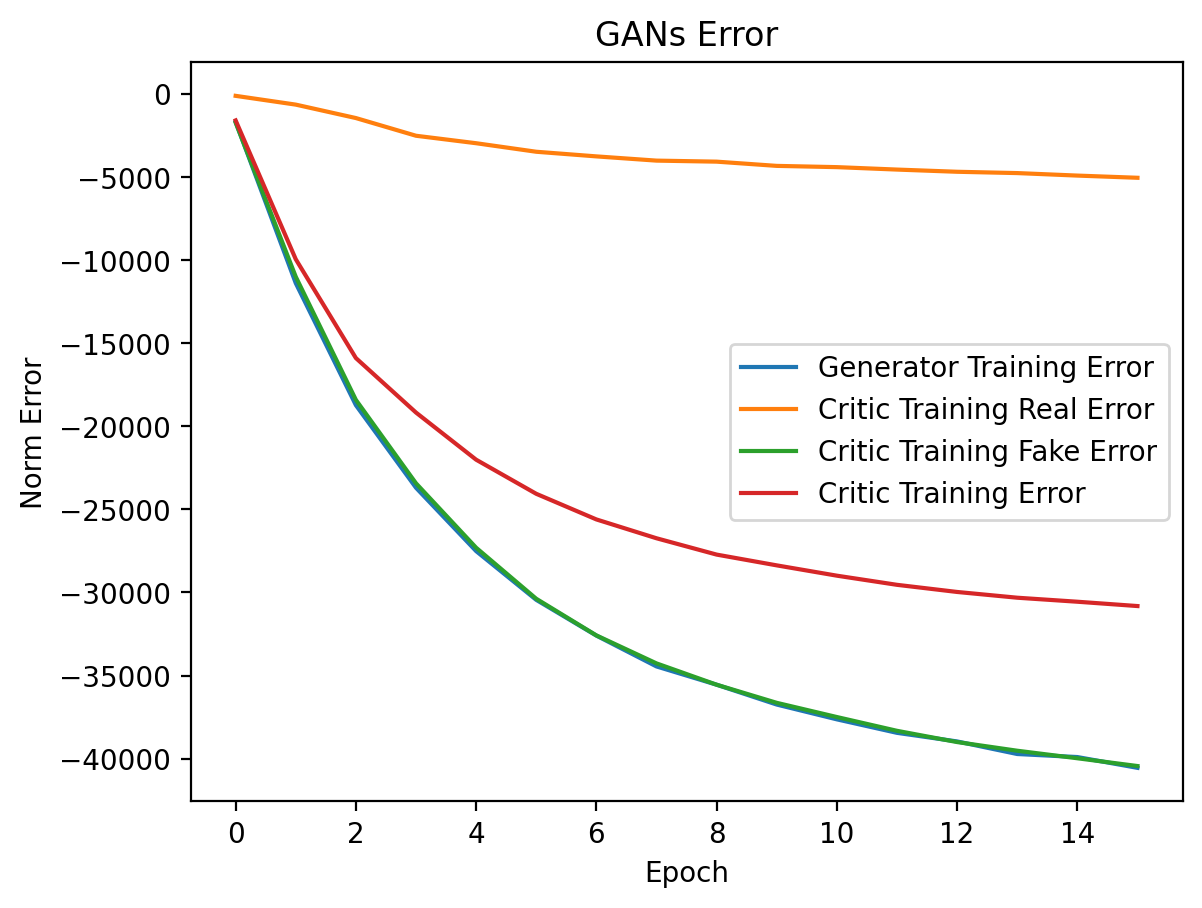 GANs Error
Norm Error
0
−5000
−10000
−15000
−20000
−25000
−30000
−35000
−40000
Generator Training Error
Critic Training Real Error
Critic Training Fake Error
Critic Training Error
0 2 4 6 8 10 12 14
Epoch